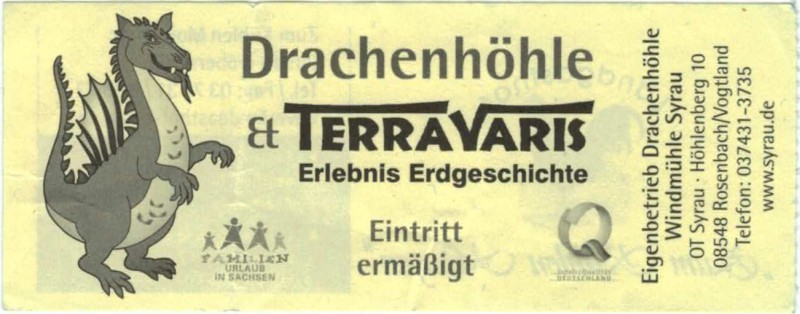 Drachenhöhle
& TERRAVARIS
Erlebnis Erdgeschichte
Eintritt
ermäßigt
FAMILIEN
URLAUB
IN SACHSEN
DEUTSCHLAND
Eigenbetrieb Drachenhöhle
Windmühle Syrau
OT Syrau · Höhlenberg 10
08548 Rosenbach/Vogtland
Telefon: 037431-3735
www.syrau.de